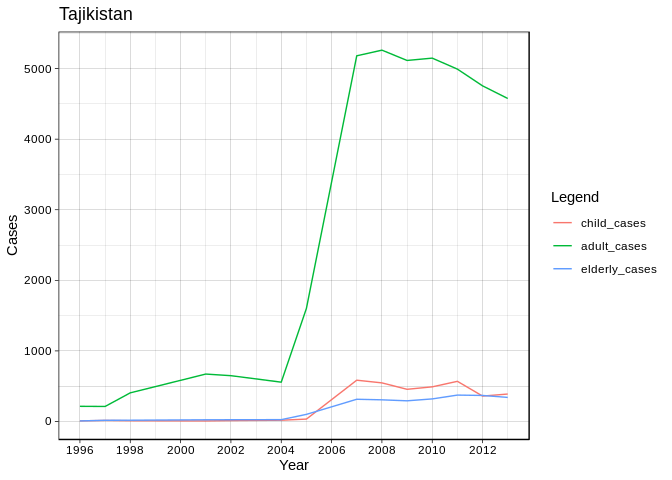 Tajikistan
5000
4000
3000
2000
1000
0
Cases
1996 1998 2000 2002 2004 2006 2008 2010 2012
Year
Legend
child_cases
adult_cases
elderly_cases